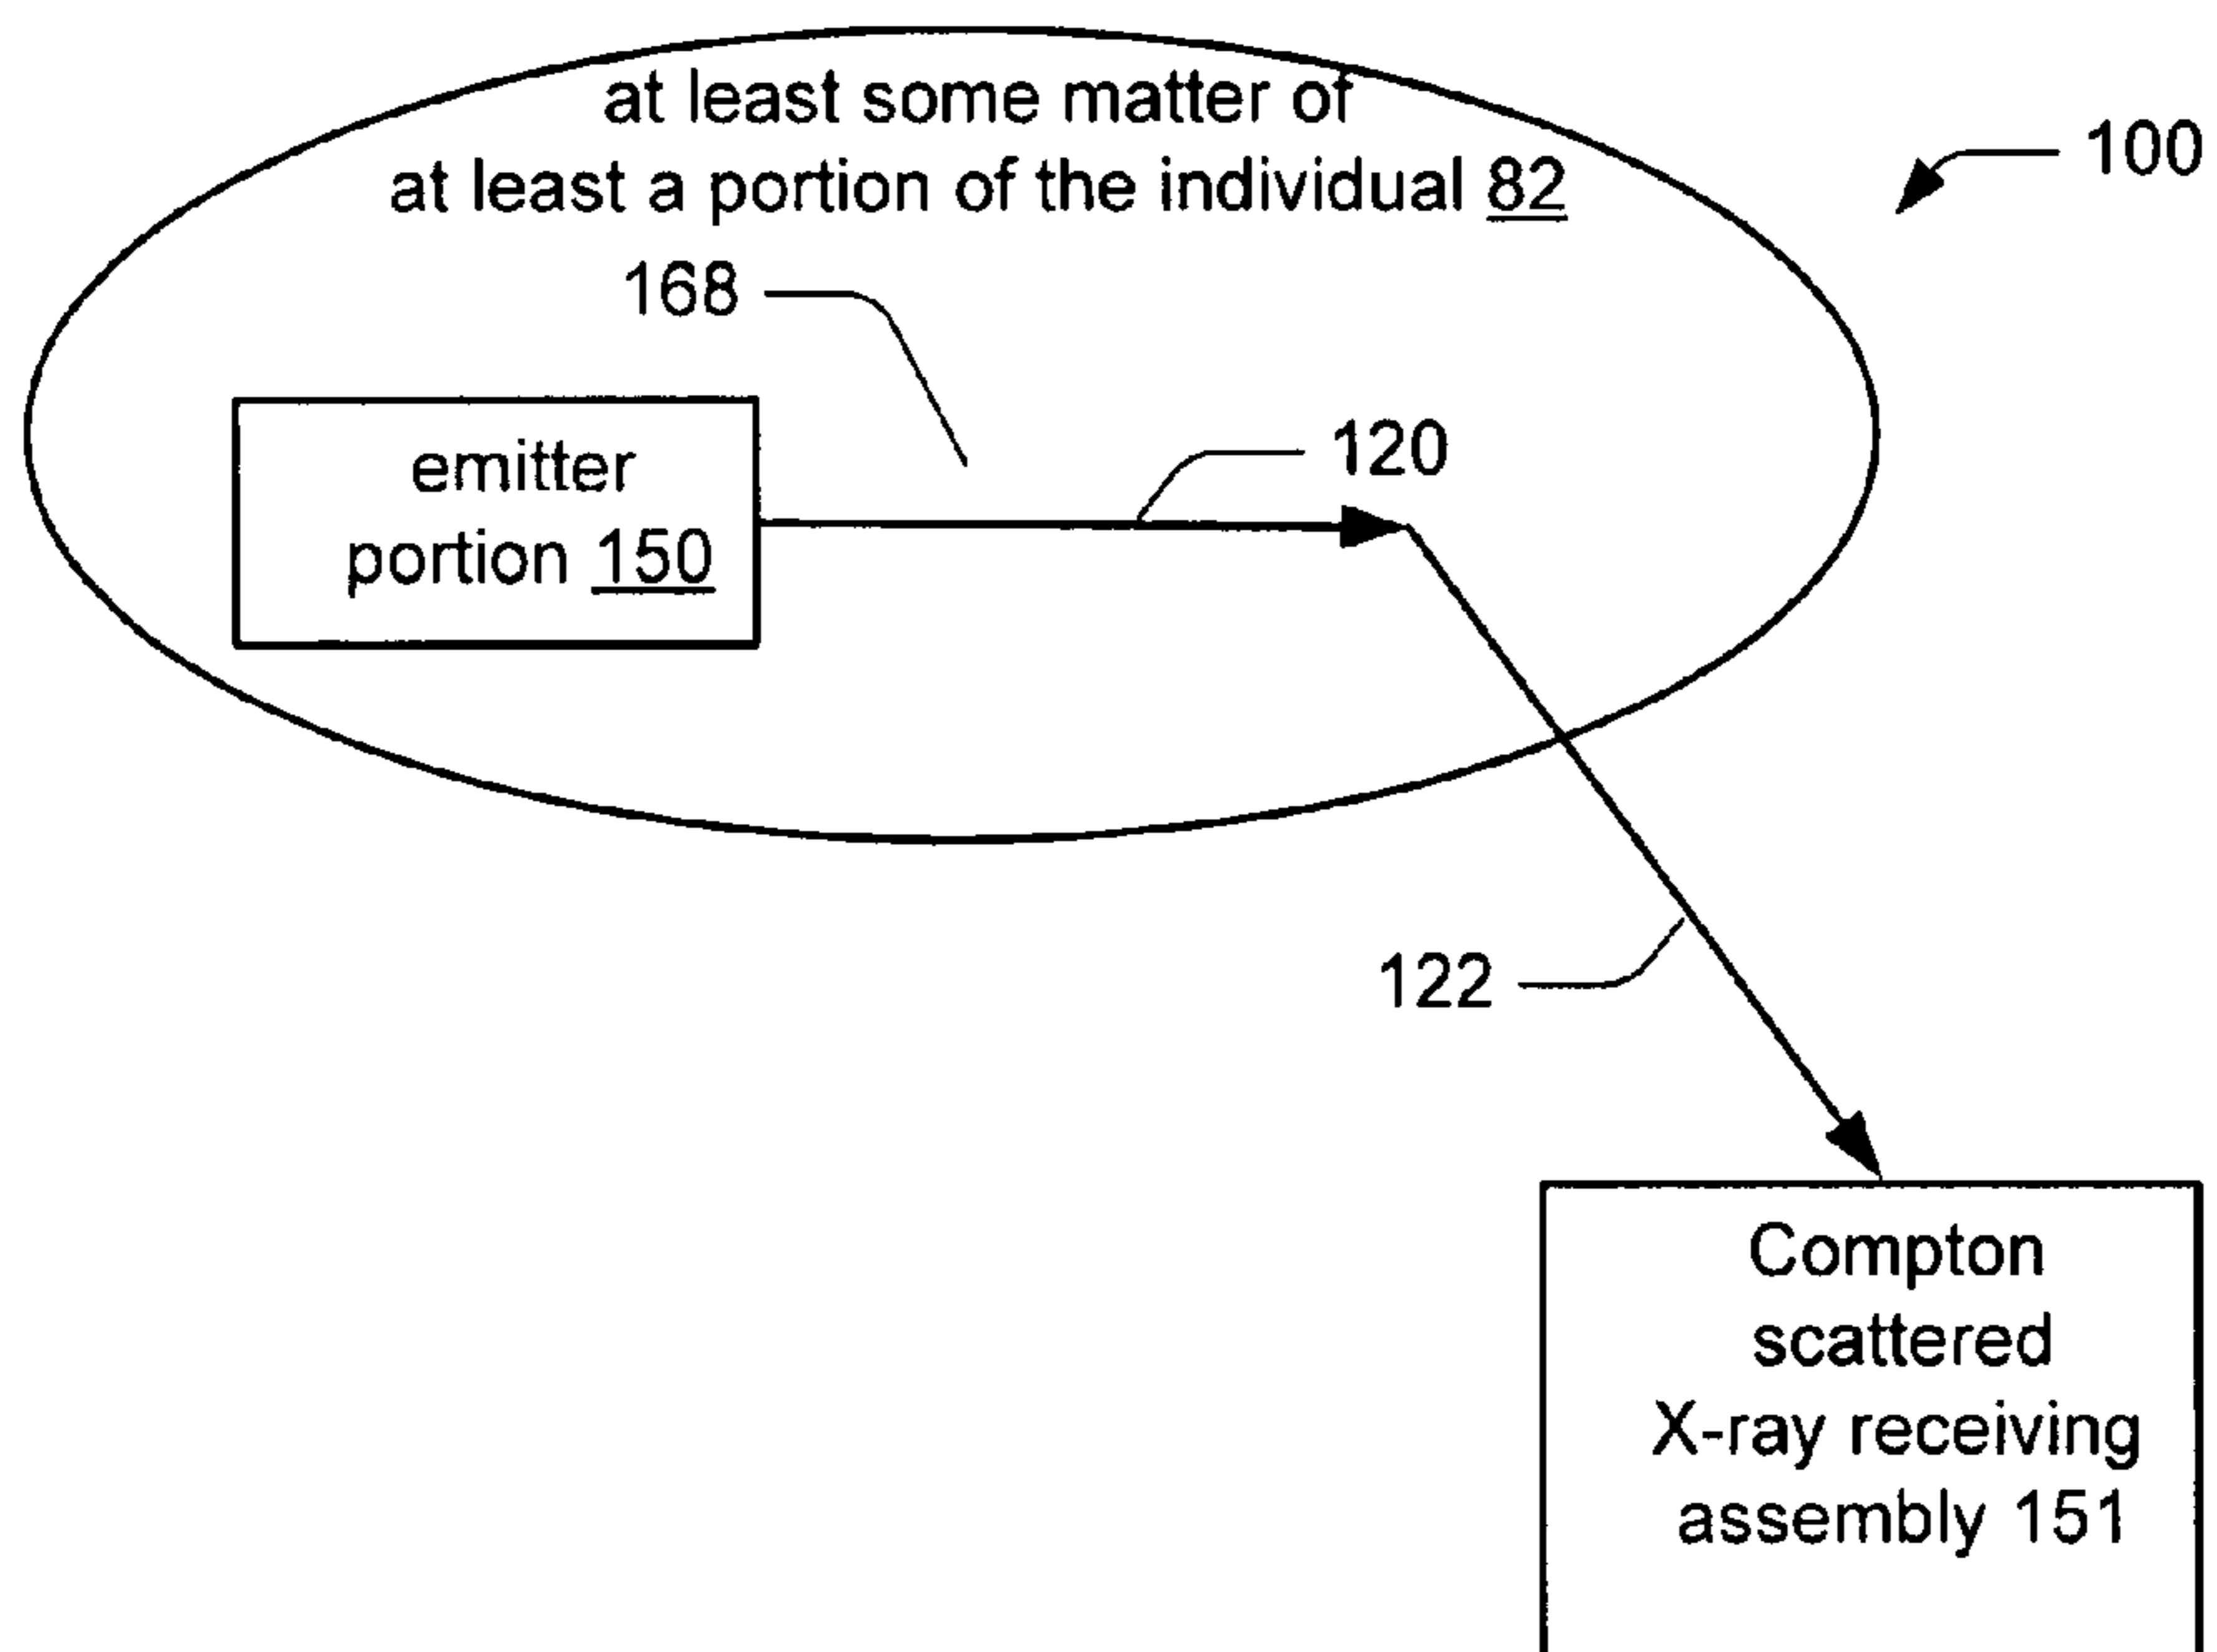 at least some matter of
at least a portion of the individual 82
100
168
120
emitter
portion 150
122
Compton
scattered
X-ray receiving
assembly 151